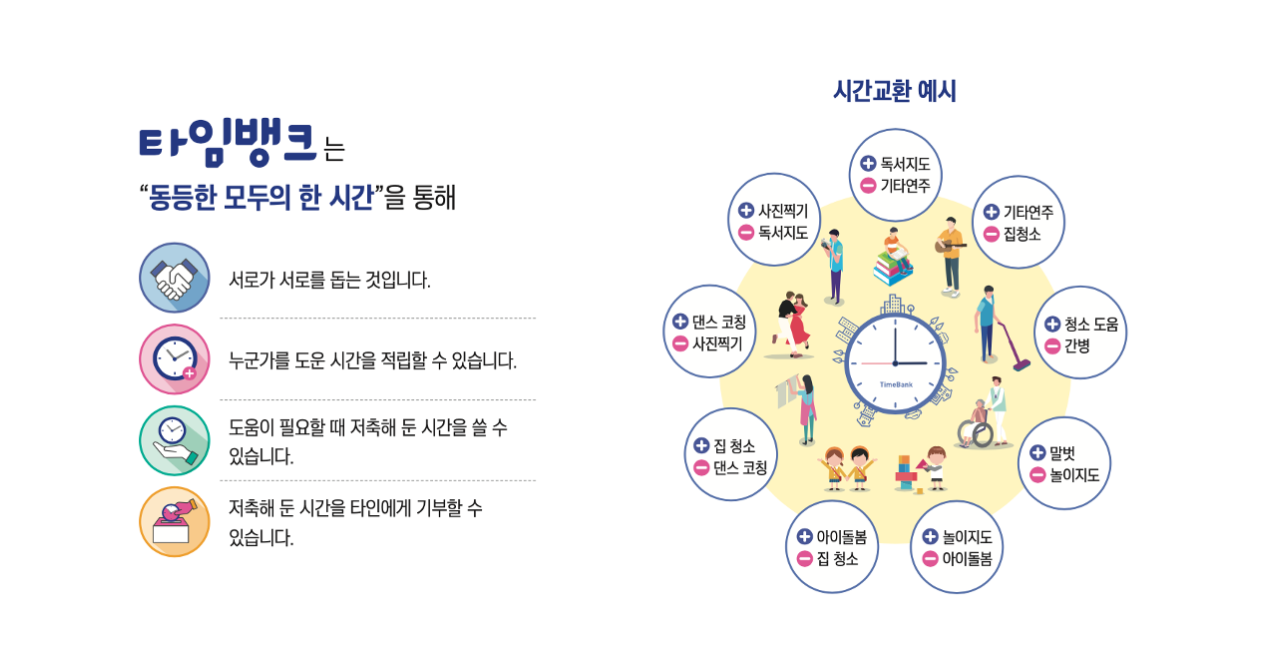 타임뱅크는
“동등한 모두의 한 시간”을 통해
서로가 서로를 돕는 것입니다.
누군가를 도운 시간을 적립할 수 있습니다.
도움이 필요할 때 저축해 둔 시간을 쓸 수
있습니다.
저축해 둔 시간을 타인에게 기부할 수
있습니다.
시간교환 예시
+ 독서지도
- 기타연주
+ 기타연주
- 집청소
+ 청소 도움
- 간병
+ 말벗
- 놀이지도
+ 놀이지도
- 아이돌봄
+ 아이돌봄
- 집 청소
+ 집 청소
- 댄스 코칭
+ 댄스 코칭
- 사진찍기
+ 사진찍기
- 독서지도
TimeBank